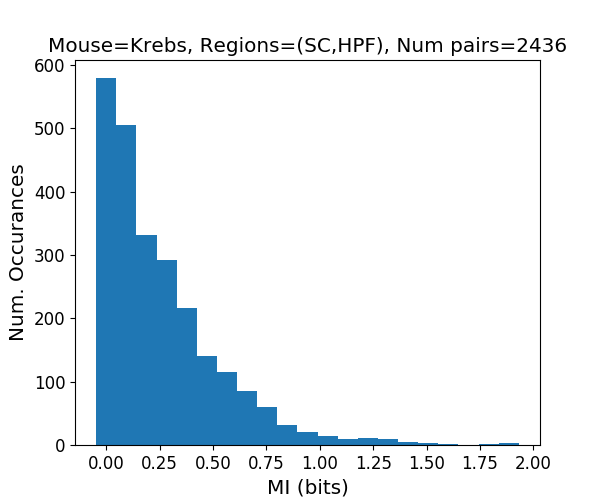 Mouse=Krebs, Regions=(SC,HPF), Num pairs=2436
600
500
400
300
200
100
0
Num. Occurances
0.00 0.25 0.50 0.75 1.00 1.25 1.50 1.75 2.00
MI (bits)